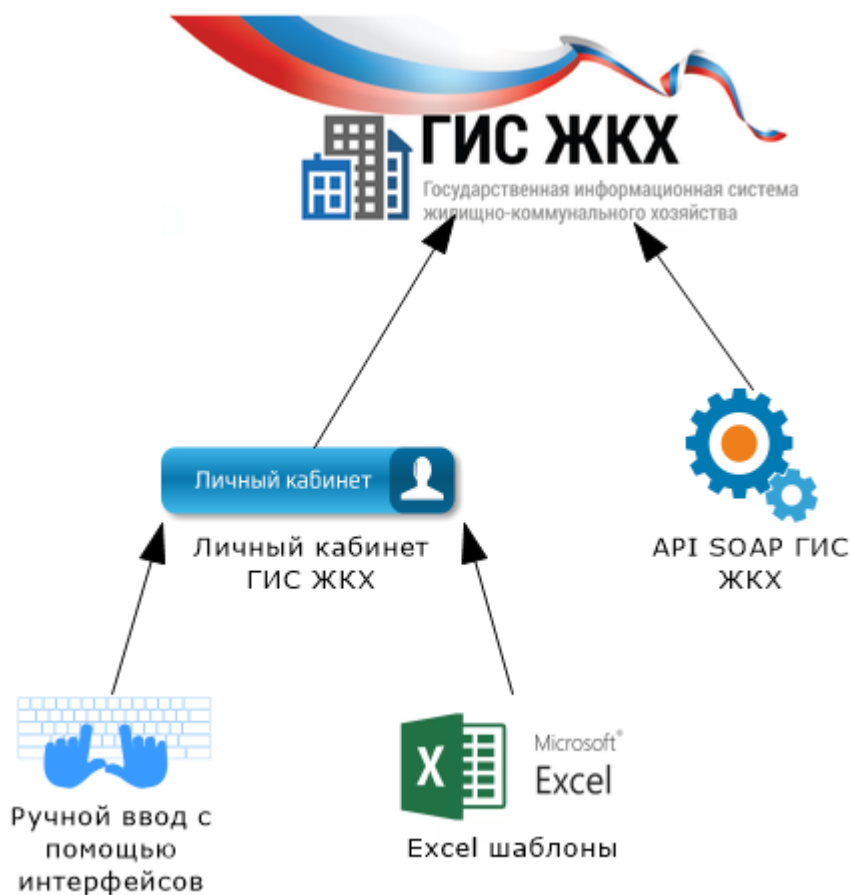 ГИС ЖКХ
Государственная информационная система
жилищно-коммунального хозяйства
Личный кабинет
Личный кабинет
ГИС ЖКХ
API SOAP ГИС
ЖКХ
X
Microsoft®
Excel
Ручной ввод с
помощью
интерфейсов
Excel шаблоны